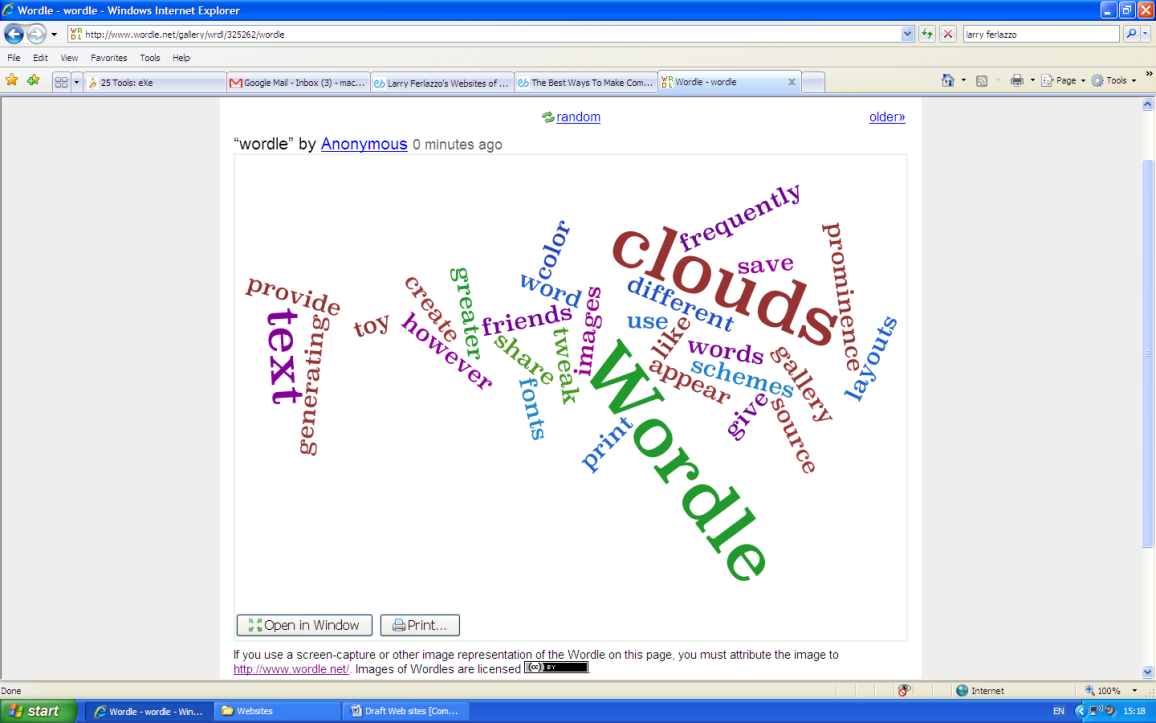 Wordle - wordle - Windows Internet Explorer
http://www.wordle.net/gallery/wrdl/325262/wordle
larry ferlazzo
File Edit View Favorites Tools Help
25 Tools: eXe
Google Mail - Inbox (3) - mac...
Larry Ferlazzo's Websites of ...
The Best Ways To Make Com...
Wordle - wordle
Page
Tools
random
older»
“wordle” by Anonymous 0 minutes ago
provide
text
generating
toy
create
however
greater
friends
share
fonts
color
word
tweak
images
print
clouds
frequently
save
different
use
like
words
appear
schemes
give
gallery
source
prominence
layouts
Wordle
Open in Window
Print...
If you use a screen-capture or other image representation of the Wordle on this page, you must attribute the image to
http://www.wordle.net/. Images of Wordles are licensed (cc) BY
Done
Internet
100%
start
Wordle - wordle - Win...
Websites
Draft Web sites [Com...
EN
15:18